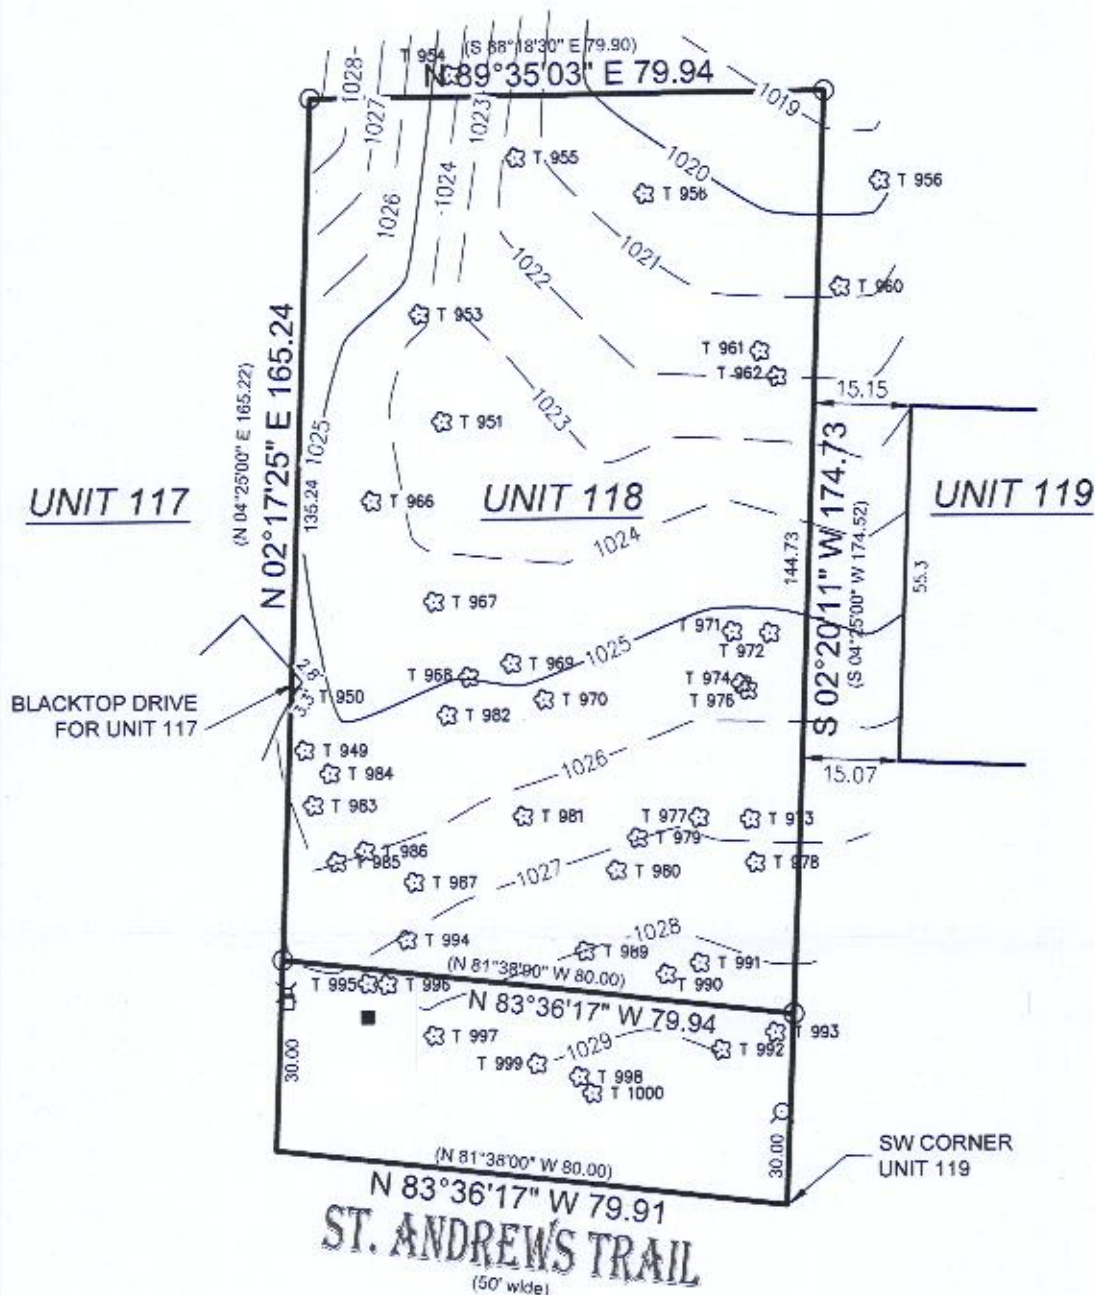 (S 88°18'30" E 79.90)
T 954
N 89°35'03" E 79.94
1028
1027
1026
1024
1023
1019
1020
T 955
T 956
T 956
1021
1022
T 960
T 953
T 961
T 962
15.15
N 02°17'25" E 165.24
(N 04°25'00" E 165.22)
135.24
1025
1023
T 951
T 966
UNIT 117
UNIT 118
UNIT 119
1024
S 02°20'11" W 174.73
(S 04°25'00" W 174.52)
144.73
55.3
T 967
T 971
T 972
T 968
T 969
1025
T 974
T 976
T 970
T 982
2.8'
3.3'
T 950
BLACKTOP DRIVE
FOR UNIT 117
T 949
T 984
T 983
1026
15.07
T 981
T 977
T 973
T 979
T 986
T 985
T 987
1027
T 980
T 978
T 994
1028
T 989
T 991
T 990
(N 81°38'90" W 80.00)
T 995
T 996
N 83°36'17" W 79.94
T 993
T 997
1029
T 992
T 999
T 998
T 1000
30.00
30.00
SW CORNER
UNIT 119
(N 81°38'00" W 80.00)
N 83°36'17" W 79.91
ST. ANDREWS TRAIL
(50' wide)